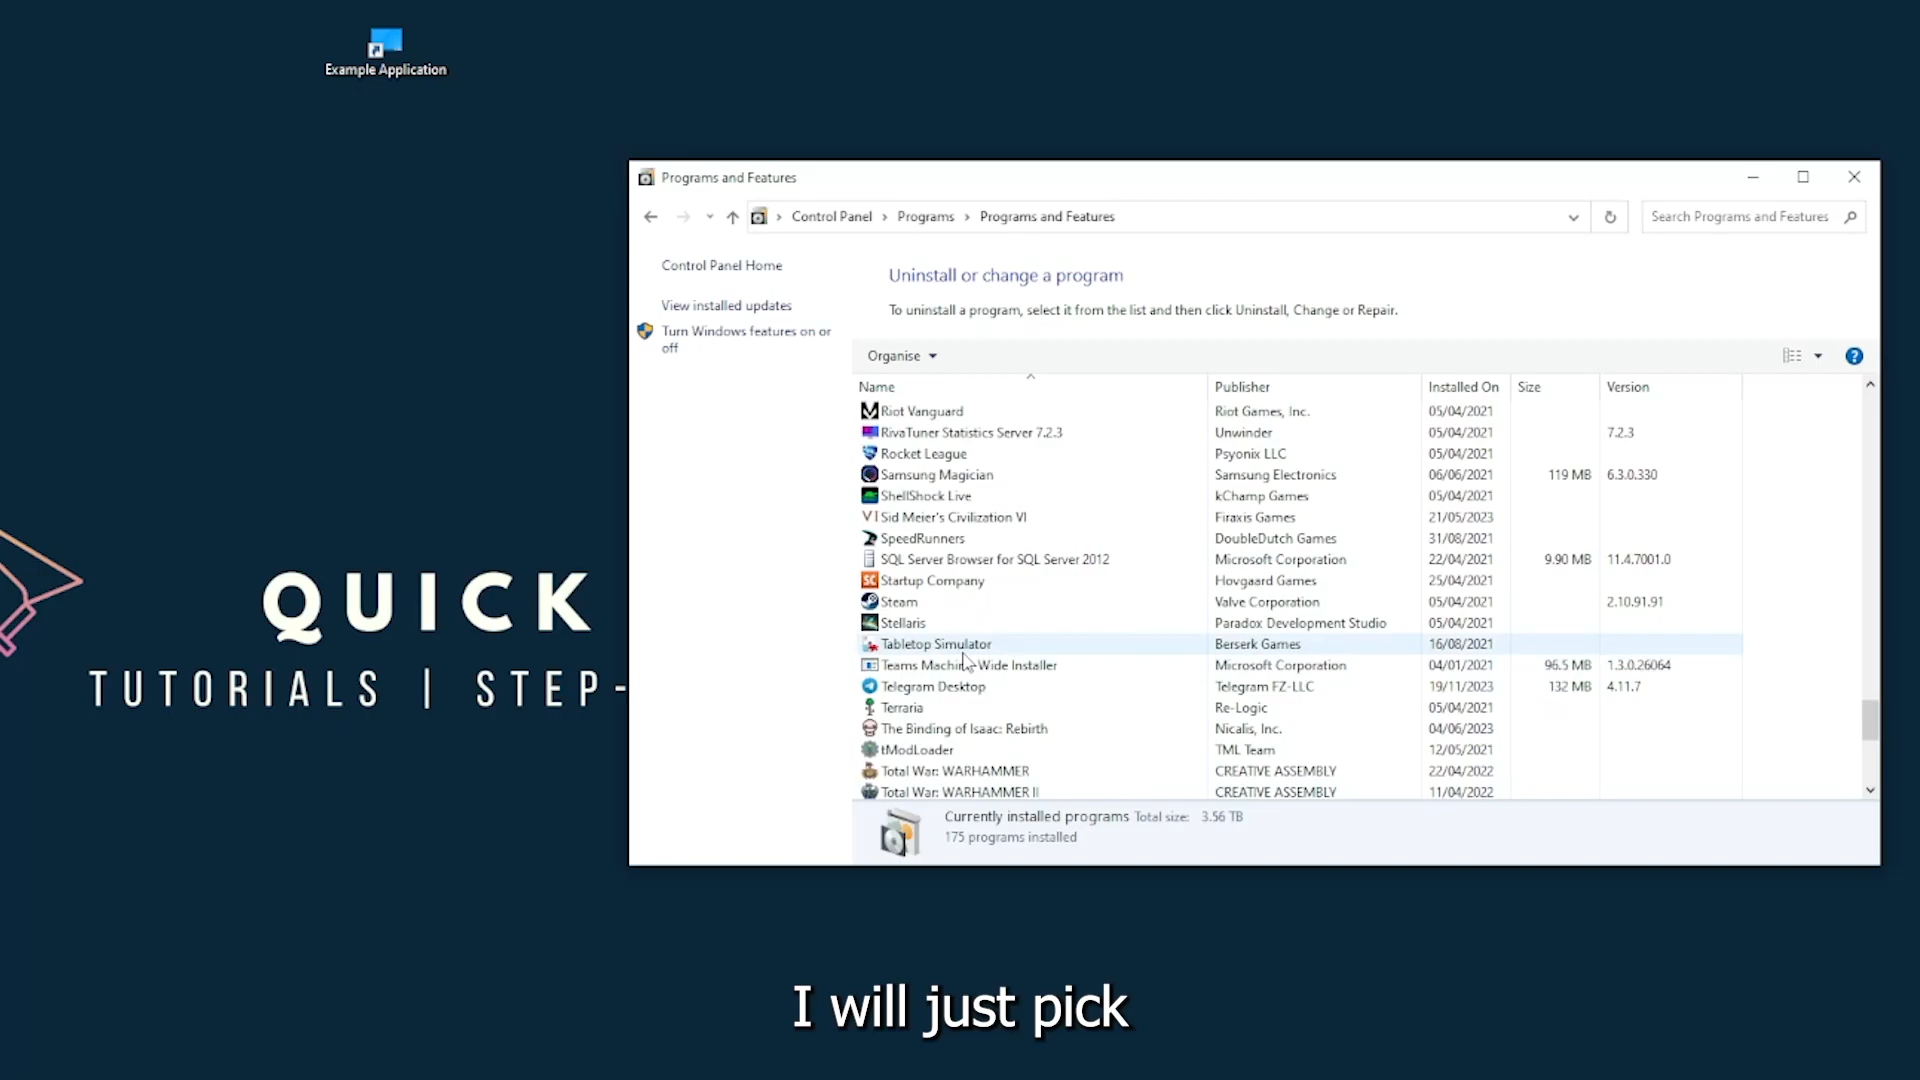 Example Application
QUICK
TUTORIALS | STEP-
Programs and Features
Control Panel > Programs > Programs and Features
Search Programs and Features
Control Panel Home
View installed updates
Turn Windows features on or
off
Uninstall or change a program
To uninstall a program, select it from the list and then click Uninstall, Change or Repair.
Organise
Name Publisher Installed On Size Version
Riot Vanguard Riot Games, Inc. 05/04/2021
RivaTuner Statistics Server 7.2.3 Unwinder 05/04/2021 7.2.3
Rocket League Psyonix LLC 05/04/2021
Samsung Magician Samsung Electronics 06/06/2021 119 MB 6.3.0.330
ShellShock Live kChamp Games 05/04/2021
VI Sid Meier's Civilization VI Firaxis Games 21/05/2023
SpeedRunners DoubleDutch Games 31/08/2021
SQL Server Browser for SQL Server 2012 Microsoft Corporation 22/04/2021 9.90 MB 11.4.7001.0
SC Startup Company Hovgaard Games 25/04/2021
Steam Valve Corporation 05/04/2021 2.10.91.91
Stellaris Paradox Development Studio 05/04/2021
Tabletop Simulator Berserk Games 16/08/2021
Teams Machine-Wide Installer Microsoft Corporation 04/01/2021 96.5 MB 1.3.0.26064
Telegram Desktop Telegram FZ-LLC 19/11/2023 132 MB 4.11.7
Terraria Re-Logic 05/04/2021
The Binding of Isaac: Rebirth Nicalis, Inc. 04/06/2023
tModLoader TML Team 12/05/2021
Total War: WARHAMMER CREATIVE ASSEMBLY 22/04/2022
Total War: WARHAMMER II CREATIVE ASSEMBLY 11/04/2022
Currently installed programs Total size: 3.56 TB
175 programs installed
I will just pick